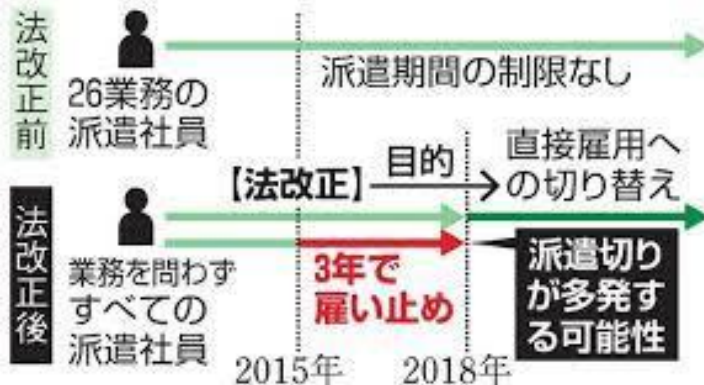 法改正前
26業務の
派遣社員
派遣期間の制限なし
【法改正】
目的
直接雇用へ
の切り替え
法改正後
業務を問わず
すべての
派遣社員
3年で
雇い止め
派遣切り
が多発す
る可能性
2015年
2018年